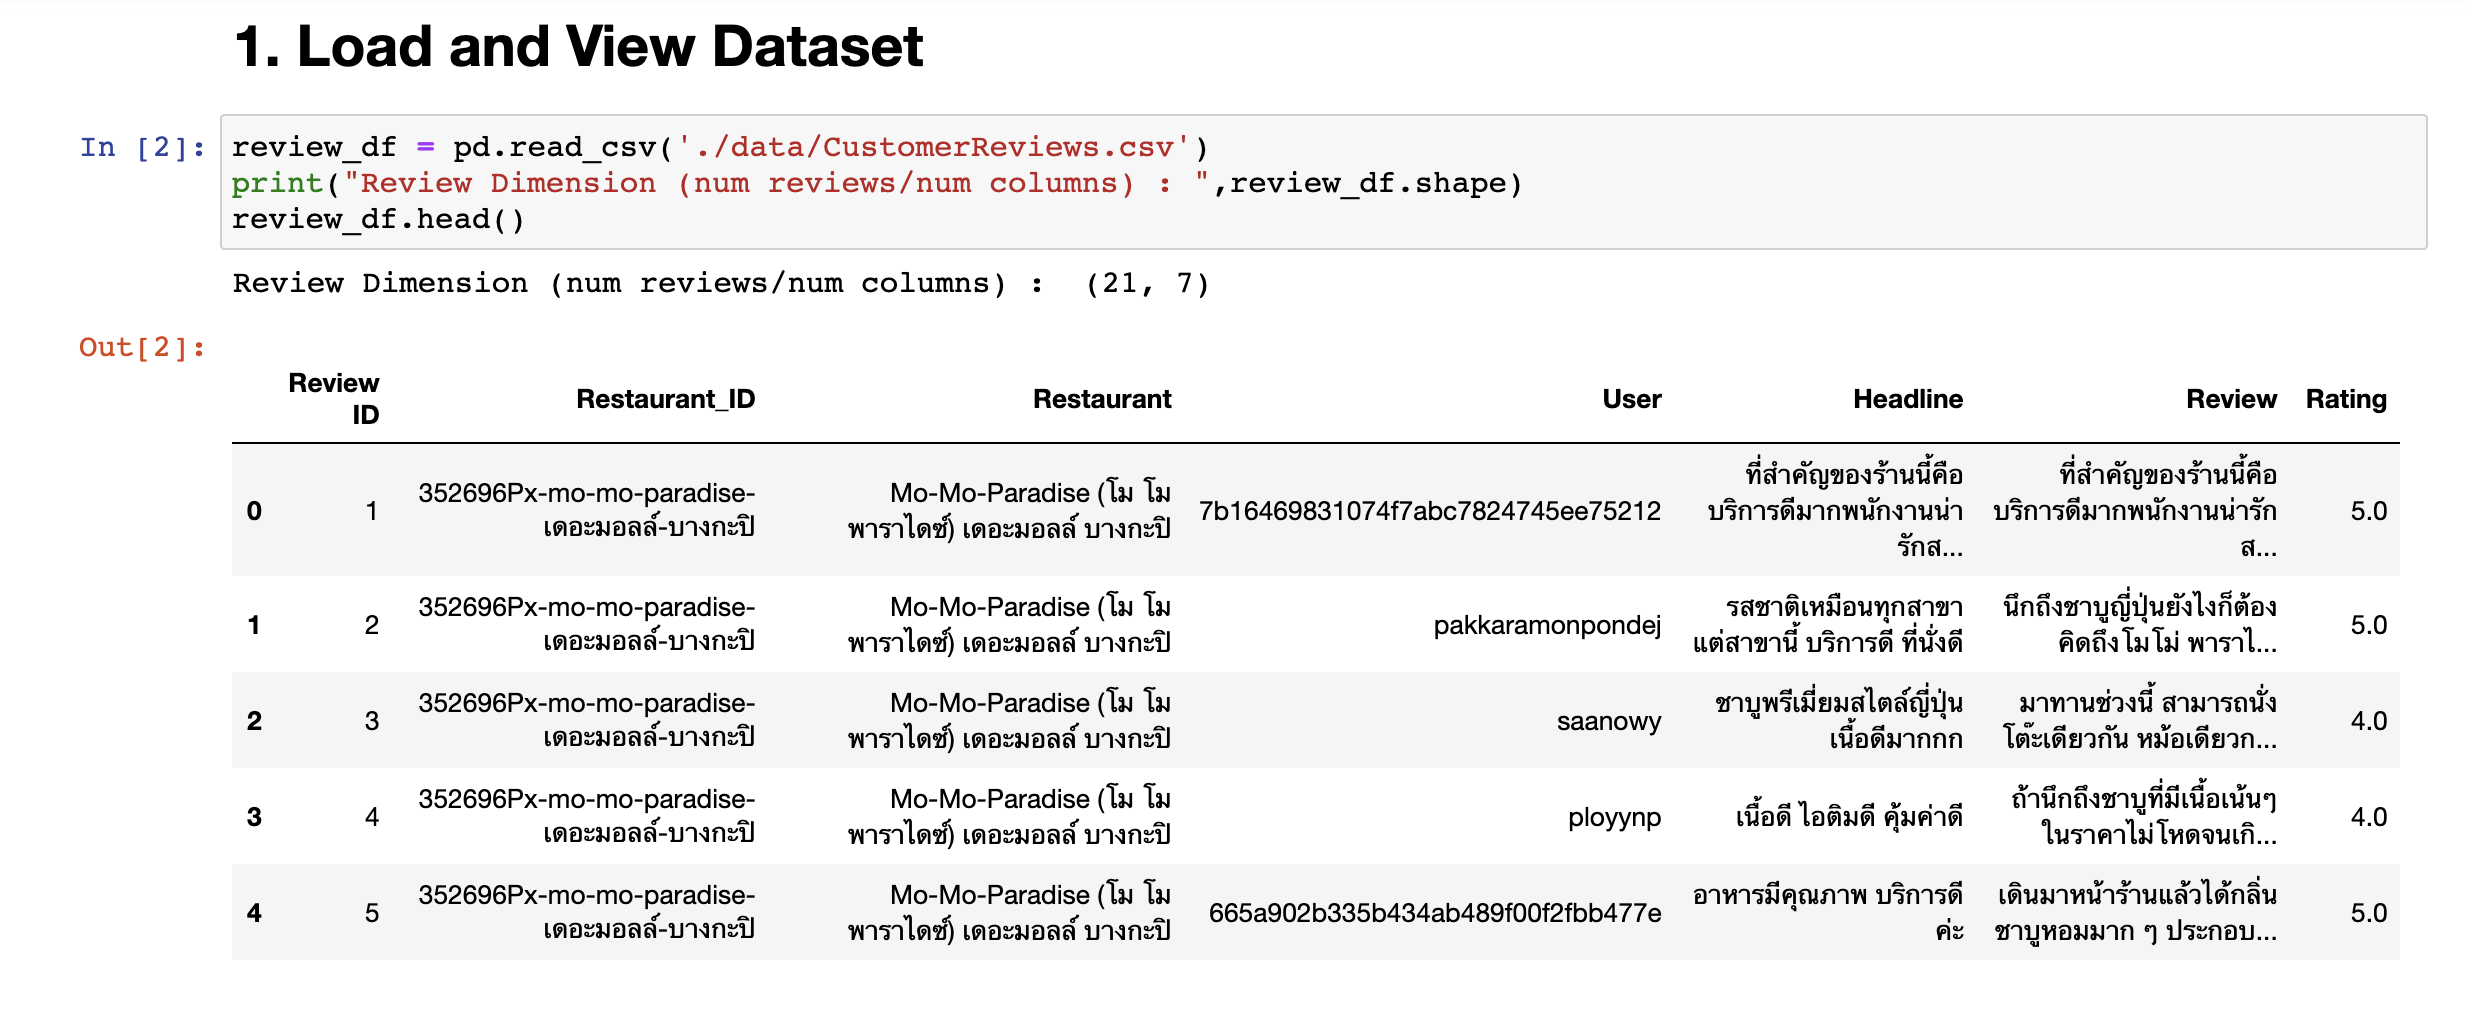 1. Load and View Dataset
In [2]:
review_df = pd.read_csv('./data/CustomerReviews.csv')
print("Review Dimension (num reviews/num columns) : ",review_df.shape)
review_df.head()
Review Dimension (num reviews/num columns) :  (21, 7)
Out[2]:
Review
ID
Restaurant_ID
Restaurant
User
Headline
Review
Rating
0
1
352696Px-mo-mo-paradise-
เดอะมอลล์-บางกะปิ
Mo-Mo-Paradise (โม โม
พาราไดซ์) เดอะมอลล์ บางกะปิ
7b16469831074f7abc7824745ee75212
ที่สำคัญของร้านนี้คือ
บริการดีมากพนักงานน่า
รักส...
ที่สำคัญของร้านนี้คือ
บริการดีมากพนักงานน่ารัก
ส...
5.0
1
2
352696Px-mo-mo-paradise-
เดอะมอลล์-บางกะปิ
Mo-Mo-Paradise (โม โม
พาราไดซ์) เดอะมอลล์ บางกะปิ
pakkaramonpondej
รสชาติเหมือนทุกสาขา
แต่สาขานี้ บริการดี ที่นั่งดี
นึกถึงชาบูญี่ปุ่นยังไงก็ต้อง
คิดถึงโมโม่ พาราไ...
5.0
2
3
352696Px-mo-mo-paradise-
เดอะมอลล์-บางกะปิ
Mo-Mo-Paradise (โม โม
พาราไดซ์) เดอะมอลล์ บางกะปิ
saanowy
ชาบูพรีเมี่ยมสไตล์ญี่ปุ่น
เนื้อดีมากกก
มาทานช่วงนี้ สามารถนั่ง
โต๊ะเดียวกัน หม้อเดียวก...
4.0
3
4
352696Px-mo-mo-paradise-
เดอะมอลล์-บางกะปิ
Mo-Mo-Paradise (โม โม
พาราไดซ์) เดอะมอลล์ บางกะปิ
ployynp
เนื้อดี ไอติมดี คุ้มค่าดี
ถ้านึกถึงชาบูที่มีเนื้อเน้นๆ
ในราคาไม่โหดจนเกิ...
4.0
4
5
352696Px-mo-mo-paradise-
เดอะมอลล์-บางกะปิ
Mo-Mo-Paradise (โม โม
พาราไดซ์) เดอะมอลล์ บางกะปิ
665a902b335b434ab489f00f2fbb477e
อาหารมีคุณภาพ บริการดี
ค่ะ
เดินมาหน้าร้านแล้วได้กลิ่น
ชาบูหอมมาก ๆ ประกอบ...
5.0